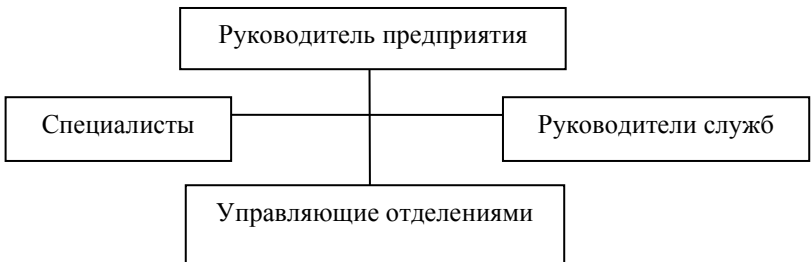 Руководитель предприятия
Специалисты
Руководители служб
Управляющие отделениями